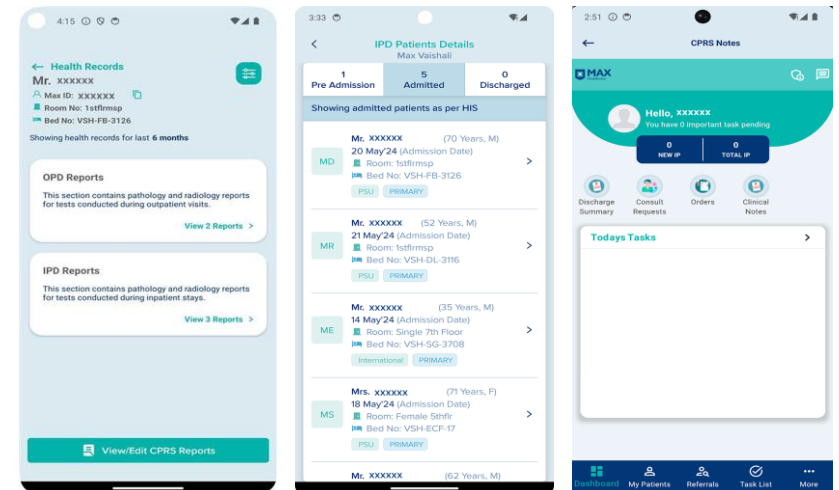 4:15
← Health Records
Mr. xxxxxx
Max ID: xxxxxx
Room No: 1stflrmsp
Bed No: VSH-FB-3126
Showing health records for last 6 months
OPD Reports
This section contains pathology and radiology reports
for tests conducted during outpatient visits.
View 2 Reports >
IPD Reports
This section contains pathology and radiology reports
for tests conducted during inpatient stays.
View 3 Reports >
View/Edit CPRS Reports
3:33
IPD Patients Details
Max Vaishali
1 5 0
Pre Admission Admitted Discharged
Showing admitted patients as per HIS
Mr. xxxxxx (70 Years, M)
MD
20 May'24 (Admission Date)
Room: 1stflrmsp
Bed No: VSH-FB-3126
PSU PRIMARY
Mr. xxxxxx (52 Years, M)
MR
21 May'24 (Admission Date)
Room: 1stflrmsp
Bed No: VSH-DL-3116
PSU PRIMARY
Mr. xxxxxx (35 Years, M)
ME
14 May'24 (Admission Date)
Room: Single 7th Floor
Bed No: VSH-SG-3708
International PRIMARY
Mrs. xxxxxx (71 Years, F)
MS
18 May'24 (Admission Date)
Room: Female 5thflr
Bed No: VSH-ECF-17
PSU PRIMARY
Mr. xxxxxx (62 Years, M)
2:51
← CPRS Notes
MAX
Hello, xxxxxx
You have 0 important task pending
0 0
NEW IP TOTAL IP
Discharge Summary
Consult Requests
Orders
Clinical Notes
Todays Tasks >
Dashboard My Patients Referrals Task List More